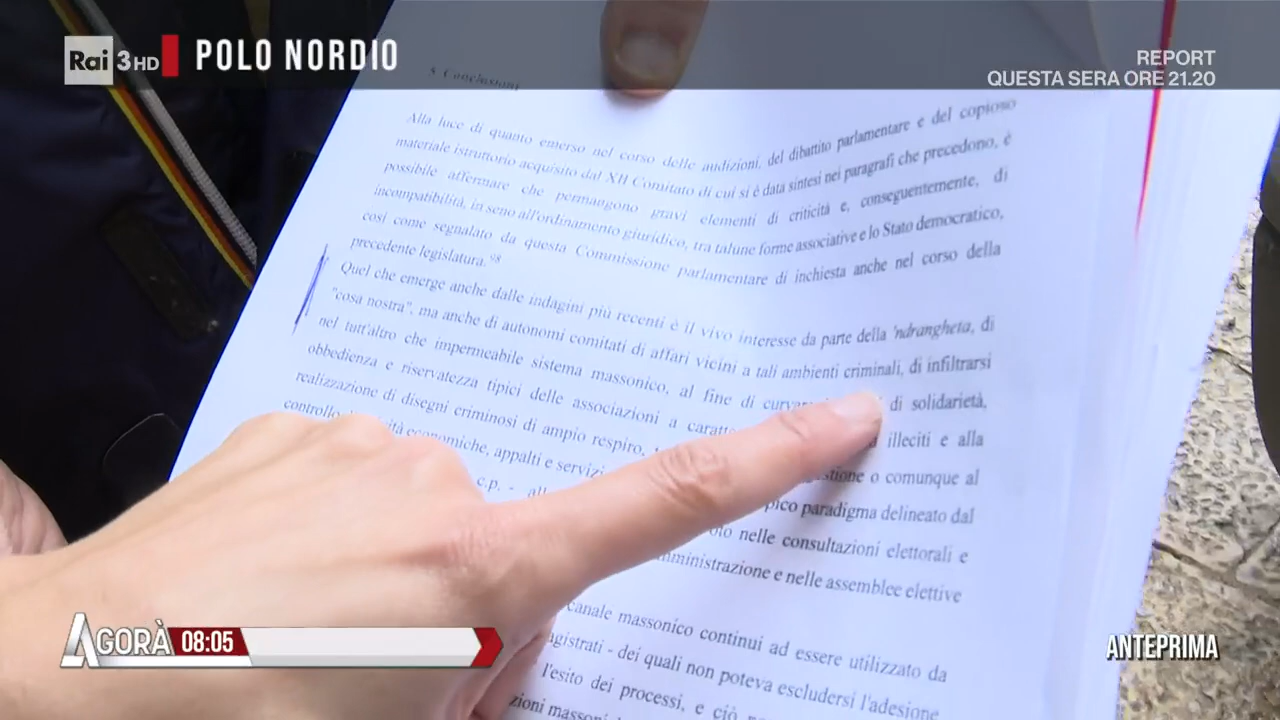 Rai 3HD
POLO NORDIO
REPORT
QUESTA SERA ORE 21.20
Conclusioni
Alla luce di quanto emerso nel corso delle audizioni, del dibattito parlamentare e del copioso
materiale istruttorio acquisito dal XII Comitato di cui si è data sintesi nei paragrafi che precedono, è
possibile affermare che permangono gravi elementi di criticità e, conseguentemente, di
incompatibilità, in seno all'ordinamento giuridico, tra talune forme associative e lo Stato democratico,
così come segnalato da questa Commissione parlamentare di inchiesta anche nel corso della
precedente legislatura.
Quel che emerge anche dalle indagini più recenti è il vivo interesse da parte della 'ndrangheta, di
"cosa nostra", ma anche di autonomi comitati di affari vicini a tali ambienti criminali, di infiltrarsi
nel tutt'altro che impermeabile sistema massonico, al fine di di solidarietà,
obbedienza e riservatezza tipici delle associazioni a illeciti e alla
realizzazione di disegni criminosi di ampio respiro, o comunque al
controllo economiche, appalti e servizi paradigma delineato dal
c.p. - nelle consultazioni elettorali e
e nelle assemblee elettive
canale massonico continui ad essere utilizzato da
- dei quali non poteva escludersi l'adesione
l'esito dei processi, e ciò
AGORÀ 08:05
ANTEPRIMA